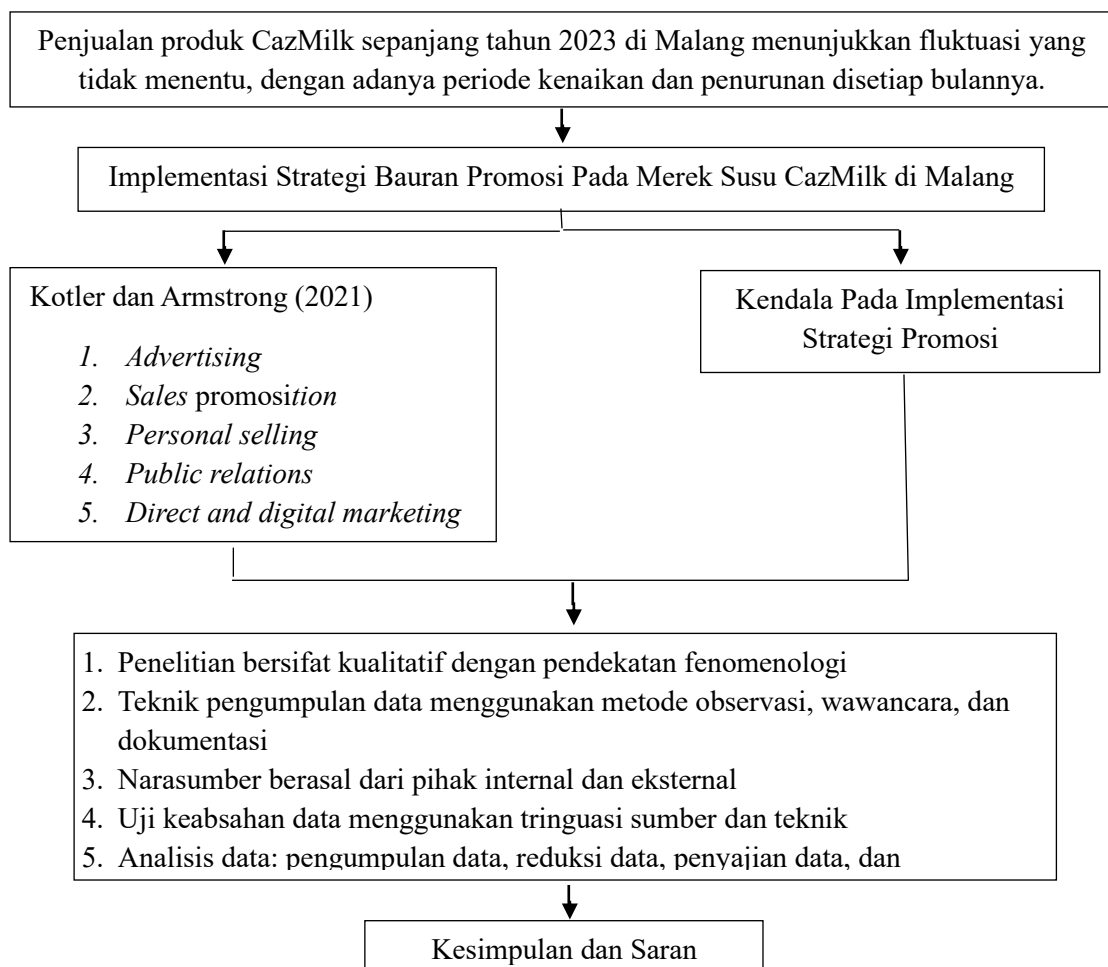 Penjualan produk CazMilk sepanjang tahun 2023 di Malang menunjukkan fluktuasi yang
tidak menentu, dengan adanya periode kenaikan dan penurunan disetiap bulannya.
Implementasi Strategi Bauran Promosi Pada Merek Susu CazMilk di Malang
Kotler dan Armstrong (2021)
1. Advertising
2. Sales promosition
3. Personal selling
4. Public relations
5. Direct and digital marketing
Kendala Pada Implementasi
Strategi Promosi
1. Penelitian bersifat kualitatif dengan pendekatan fenomenologi
2. Teknik pengumpulan data menggunakan metode observasi, wawancara, dan
dokumentasi
3. Narasumber berasal dari pihak internal dan eksternal
4. Uji keabsahan data menggunakan tringuasi sumber dan teknik
5. Analisis data: pengumpulan data, reduksi data, penyajian data, dan
Kesimpulan dan Saran